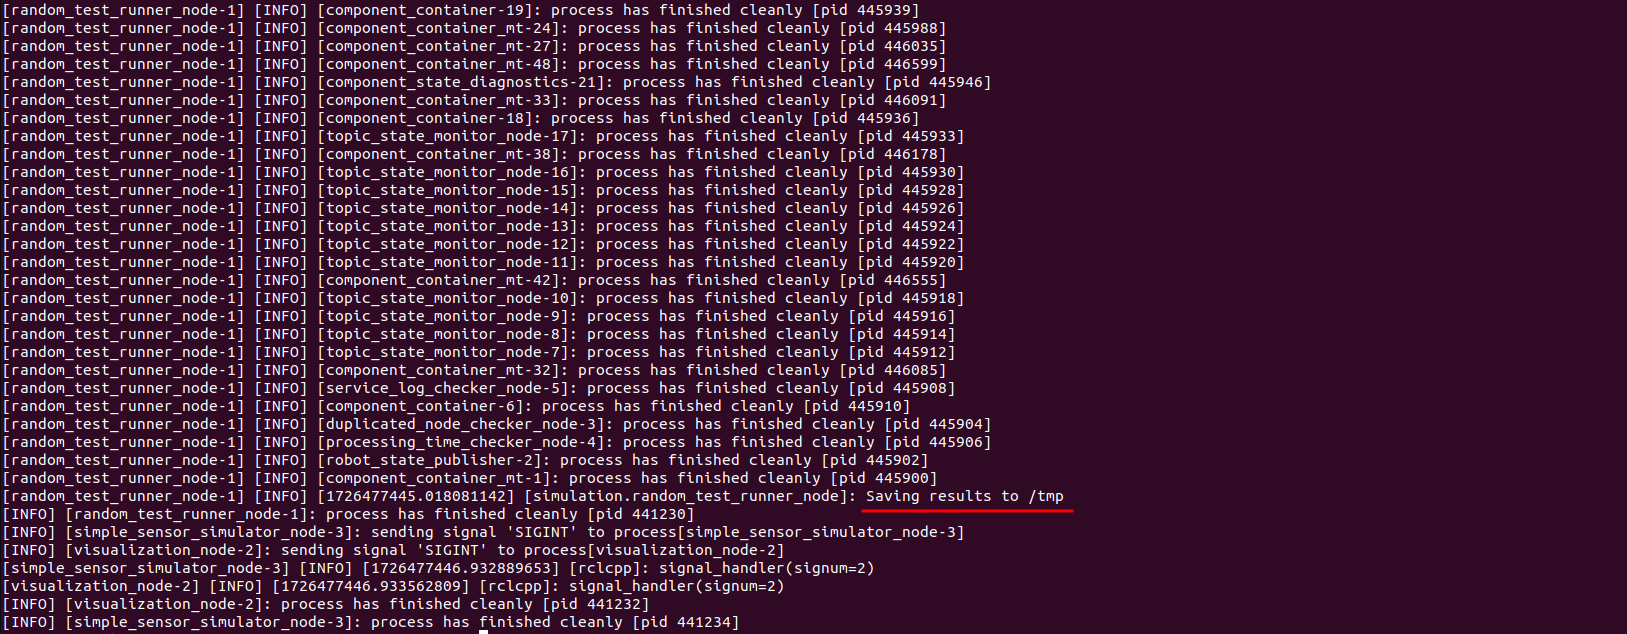 [random_test_runner_node-1] [INFO] [component_container-19]: process has finished cleanly [pid 445939]
[random_test_runner_node-1] [INFO] [component_container_mt-24]: process has finished cleanly [pid 445988]
[random_test_runner_node-1] [INFO] [component_container_mt-27]: process has finished cleanly [pid 446035]
[random_test_runner_node-1] [INFO] [component_container_mt-48]: process has finished cleanly [pid 446599]
[random_test_runner_node-1] [INFO] [component_state_diagnostics-21]: process has finished cleanly [pid 445946]
[random_test_runner_node-1] [INFO] [component_container_mt-33]: process has finished cleanly [pid 446091]
[random_test_runner_node-1] [INFO] [component_container-18]: process has finished cleanly [pid 445936]
[random_test_runner_node-1] [INFO] [topic_state_monitor_node-17]: process has finished cleanly [pid 445933]
[random_test_runner_node-1] [INFO] [component_container_mt-38]: process has finished cleanly [pid 446178]
[random_test_runner_node-1] [INFO] [topic_state_monitor_node-16]: process has finished cleanly [pid 445930]
[random_test_runner_node-1] [INFO] [topic_state_monitor_node-15]: process has finished cleanly [pid 445928]
[random_test_runner_node-1] [INFO] [topic_state_monitor_node-14]: process has finished cleanly [pid 445926]
[random_test_runner_node-1] [INFO] [topic_state_monitor_node-13]: process has finished cleanly [pid 445924]
[random_test_runner_node-1] [INFO] [topic_state_monitor_node-12]: process has finished cleanly [pid 445922]
[random_test_runner_node-1] [INFO] [topic_state_monitor_node-11]: process has finished cleanly [pid 445920]
[random_test_runner_node-1] [INFO] [component_container_mt-42]: process has finished cleanly [pid 446555]
[random_test_runner_node-1] [INFO] [topic_state_monitor_node-10]: process has finished cleanly [pid 445918]
[random_test_runner_node-1] [INFO] [topic_state_monitor_node-9]: process has finished cleanly [pid 445916]
[random_test_runner_node-1] [INFO] [topic_state_monitor_node-8]: process has finished cleanly [pid 445914]
[random_test_runner_node-1] [INFO] [topic_state_monitor_node-7]: process has finished cleanly [pid 445912]
[random_test_runner_node-1] [INFO] [component_container_mt-32]: process has finished cleanly [pid 446085]
[random_test_runner_node-1] [INFO] [service_log_checker_node-5]: process has finished cleanly [pid 445908]
[random_test_runner_node-1] [INFO] [component_container-6]: process has finished cleanly [pid 445910]
[random_test_runner_node-1] [INFO] [duplicated_node_checker_node-3]: process has finished cleanly [pid 445904]
[random_test_runner_node-1] [INFO] [processing_time_checker_node-4]: process has finished cleanly [pid 445906]
[random_test_runner_node-1] [INFO] [robot_state_publisher-2]: process has finished cleanly [pid 445902]
[random_test_runner_node-1] [INFO] [component_container_mt-1]: process has finished cleanly [pid 445900]
[random_test_runner_node-1] [INFO] [1726477445.018081142] [simulation.random_test_runner_node]: Saving results to /tmp
[INFO] [random_test_runner_node-1]: process has finished cleanly [pid 441230]
[INFO] [simple_sensor_simulator_node-3]: sending signal 'SIGINT' to process[simple_sensor_simulator_node-3]
[INFO] [visualization_node-2]: sending signal 'SIGINT' to process[visualization_node-2]
[simple_sensor_simulator_node-3] [INFO] [1726477446.932889653] [rclcpp]: signal_handler(signum=2)
[visualization_node-2] [INFO] [1726477446.933562809] [rclcpp]: signal_handler(signum=2)
[INFO] [visualization_node-2]: process has finished cleanly [pid 441232]
[INFO] [simple_sensor_simulator_node-3]: process has finished cleanly [pid 441234]